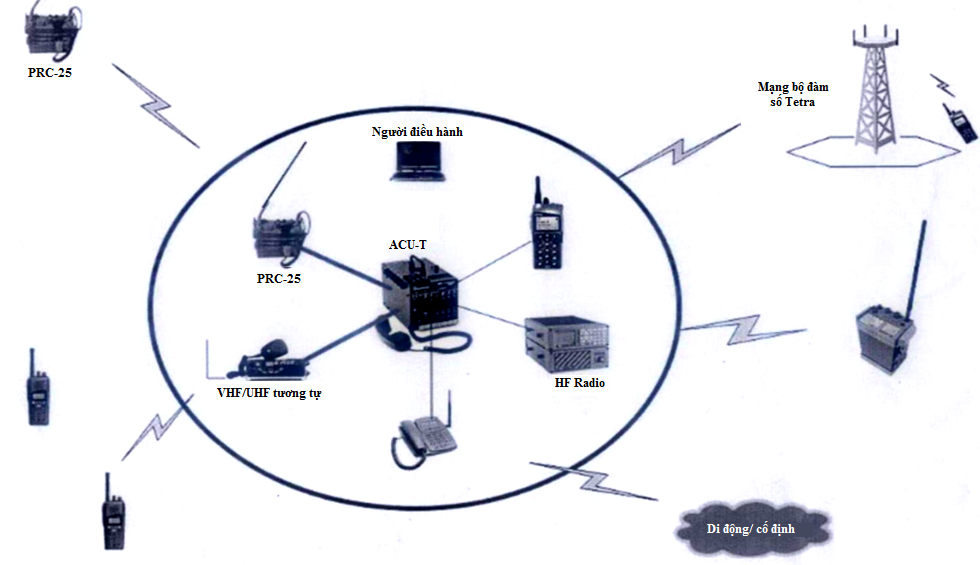 PRC-25
Mạng bộ đàm
số Tetra
Người điều hành
ACU-T
PRC-25
HF Radio
VHF/UHF tương tự
Di động/ cố định